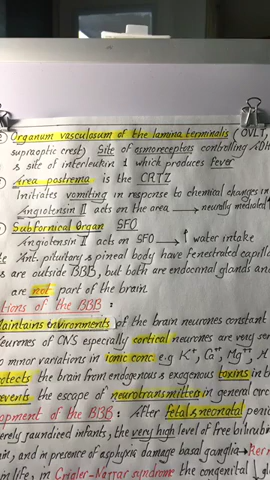 Organum vasculosum of the lamina terminalis (OVLT,
supraoptic crest) Site of osmoreceptors controlling ADH
& site of interleukin 1 which produces fever
Area postrema is the CRTZ
Initiates vomiting in response to chemical changes in
Angiotensin II acts on the area → neurally mediated ↑
Subfornical Organ SFO
Angiotensin II acts on SFO → ↑ water intake
Ant. pituitary & pineal body have fenestrated capill
s are outside BBB, but both are endocrinal glands an
are not part of the brain
tions of the BBB :
Maintains environments of the brain neurones constant
Neurones of CNS especially cortical neurones are very se
to minor variations in ionic conc e.g K+, Ca++, Mg++, H
rotects the brain from endogenous & exogenous toxins in b
revents the escape of neurotransmitters in general circ
opment of the BBB : After fetal & neonatal peri
erely jaundiced infants, the very high level of free bilirubin
in, and in presence of asphyxia damage basal ganglia → Kern
in life, in Crigler-Najjar syndrome the congenital ↓